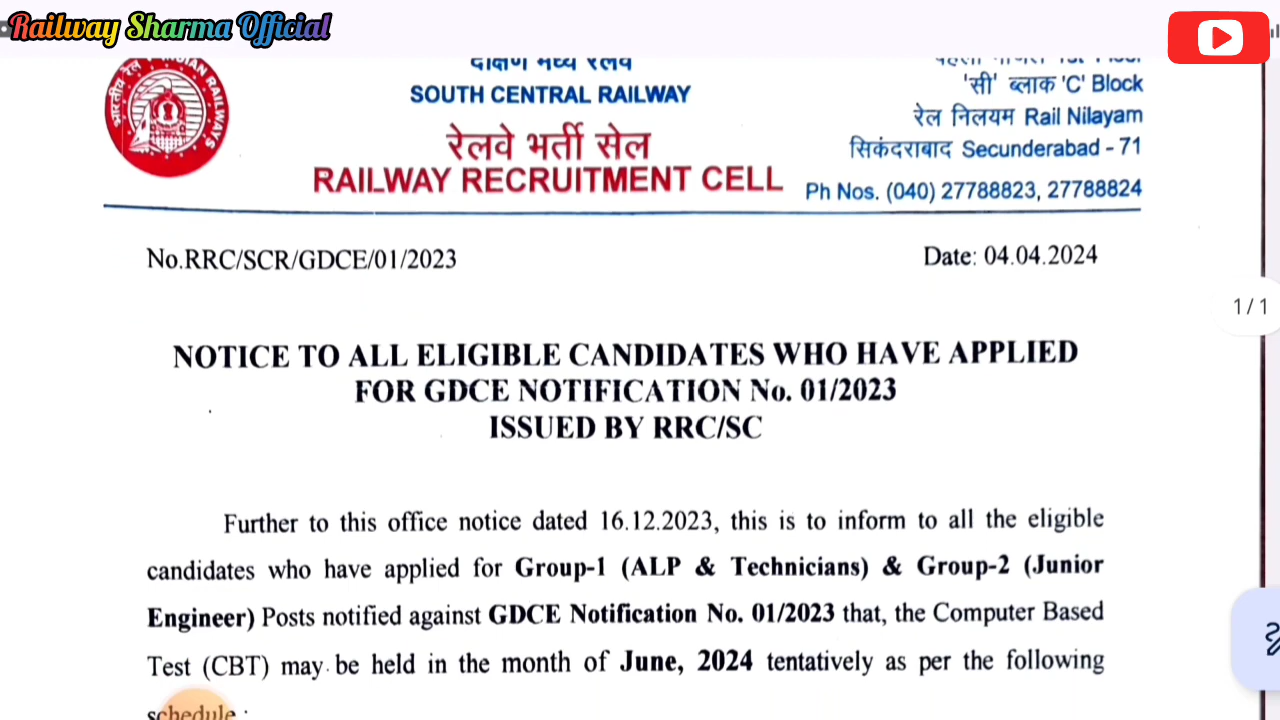 Railway Sharma Official
दक्षिण मध्य रेलवे
SOUTH CENTRAL RAILWAY
रेलवे भर्ती सेल
RAILWAY RECRUITMENT CELL
'सी' ब्लाक 'C' Block
रेल निलयम Rail Nilayam
सिकंदराबाद Secunderabad - 71
Ph Nos. (040) 27788823, 27788824
No.RRC/SCR/GDCE/01/2023
Date: 04.04.2024
1/1
NOTICE TO ALL ELIGIBLE CANDIDATES WHO HAVE APPLIED
FOR GDCE NOTIFICATION No. 01/2023
ISSUED BY RRC/SC
Further to this office notice dated 16.12.2023, this is to inform to all the eligible
candidates who have applied for Group-1 (ALP & Technicians) & Group-2 (Junior
Engineer) Posts notified against GDCE Notification No. 01/2023 that, the Computer Based
Test (CBT) may be held in the month of June, 2024 tentatively as per the following
schedule :